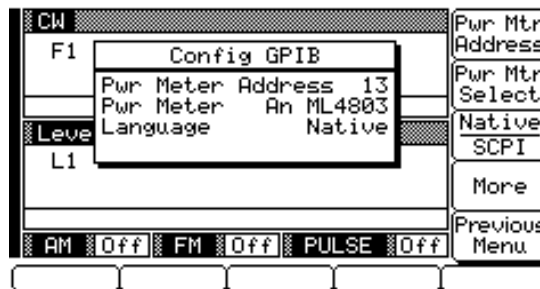 CW
F1
Config GPIB
Pwr Meter Address 13
Pwr Meter An ML4803
Language Native
Leve
L1
AM Off FM Off PULSE Off
Pwr Mtr
Address
Pwr Mtr
Select
Native
SCPI
More
Previous
Menu